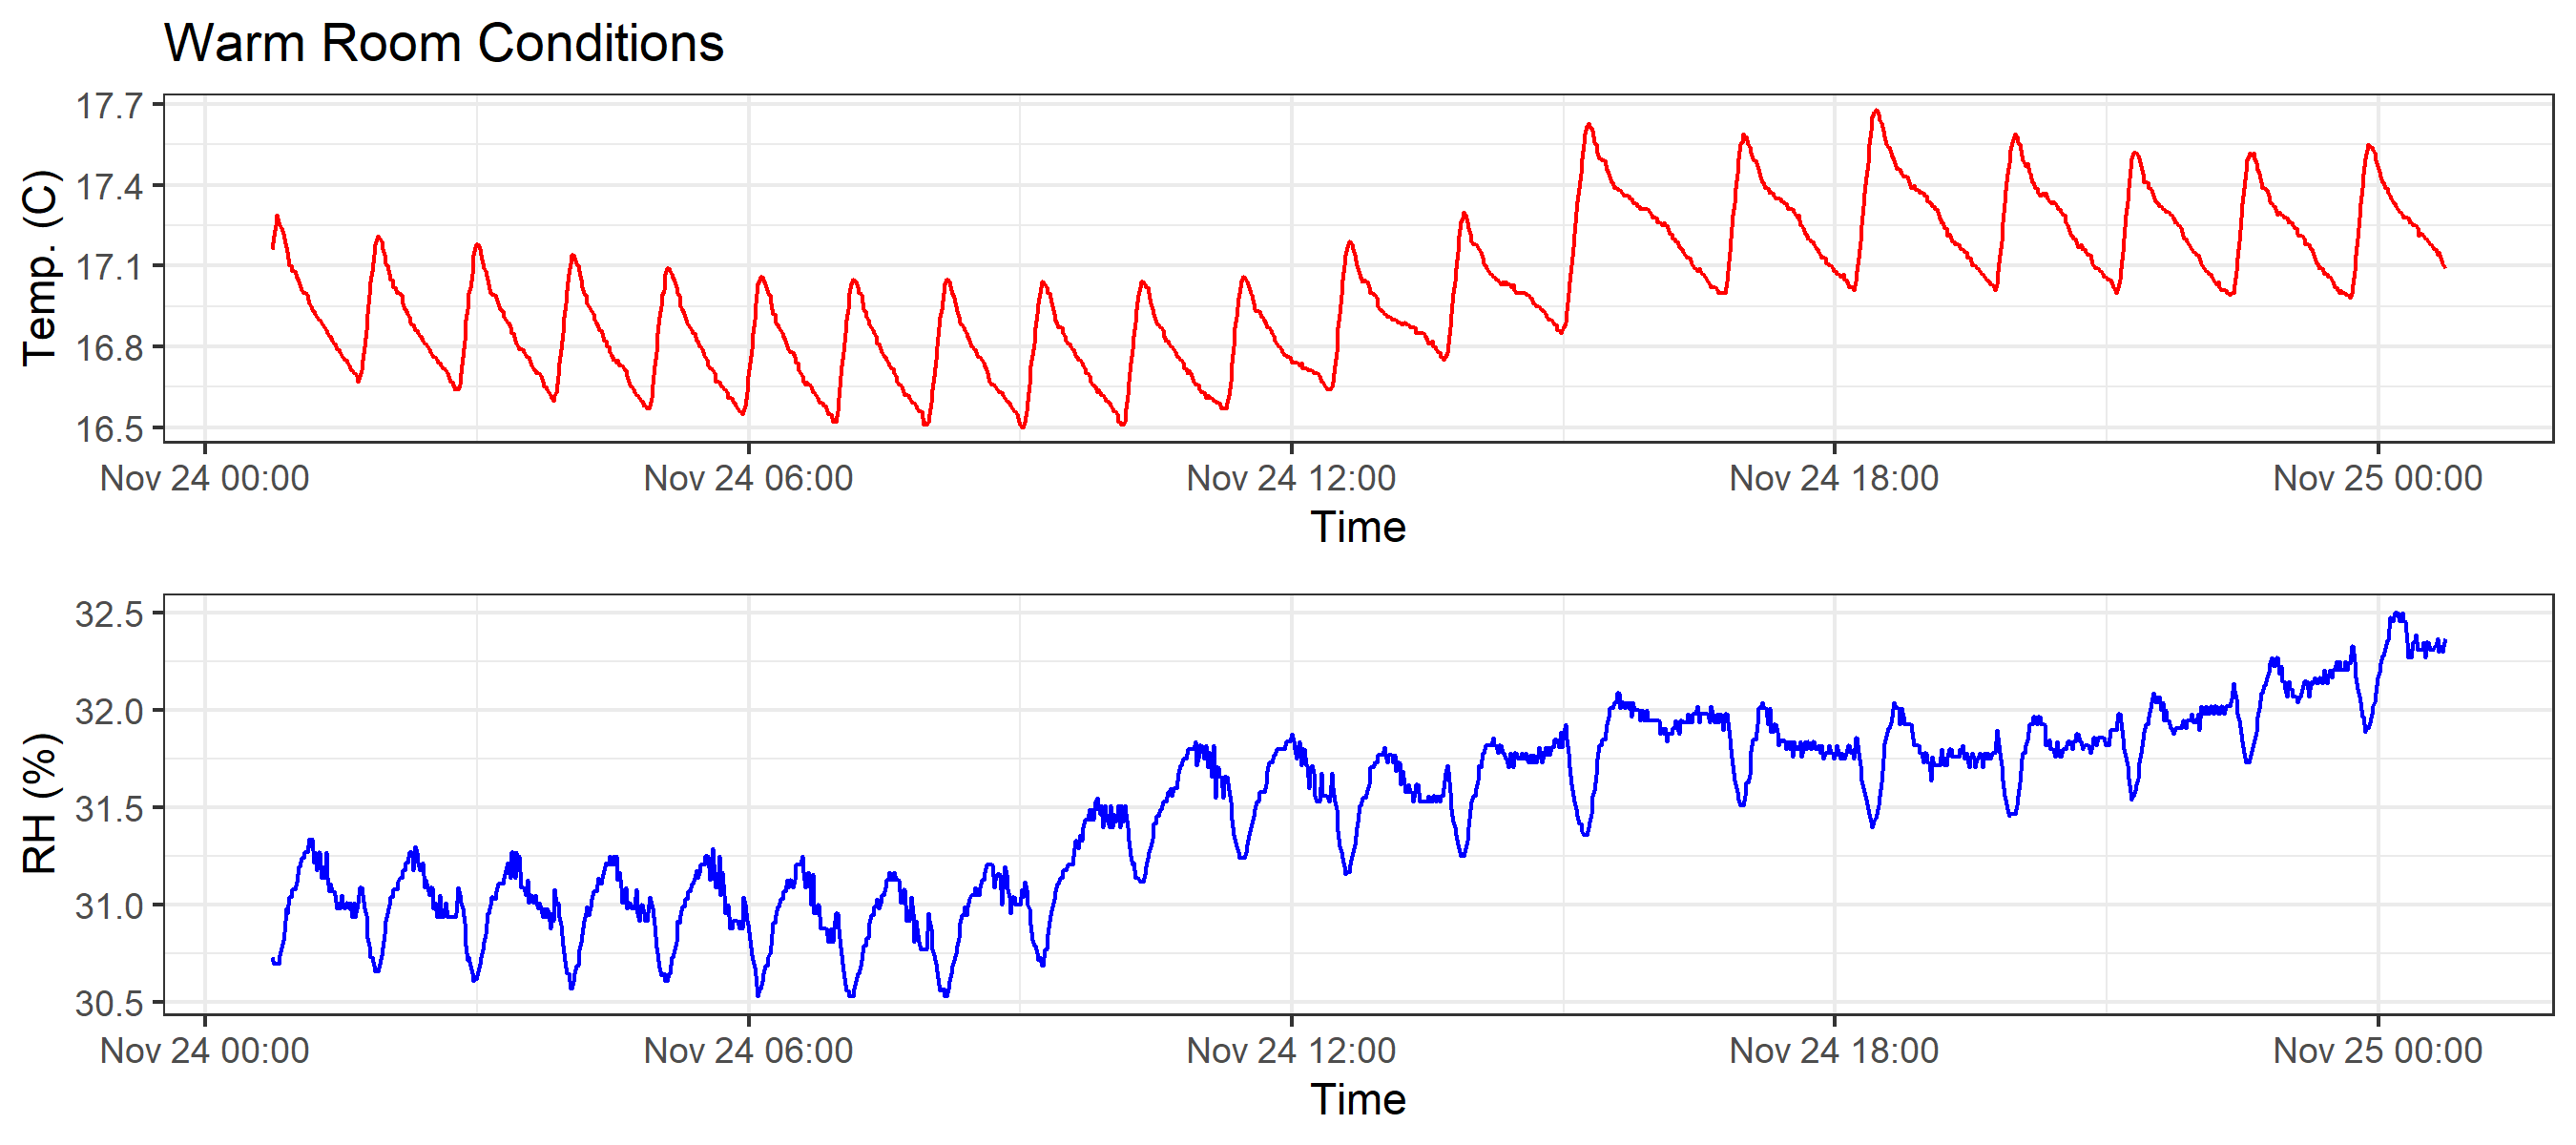 Warm Room Conditions
17.7
17.4
17.1
16.8
16.5
Temp. (C)
Nov 24 00:00 Nov 24 06:00 Nov 24 12:00 Nov 24 18:00 Nov 25 00:00
Time
32.5
32.0
31.5
31.0
30.5
RH (%)
Nov 24 00:00 Nov 24 06:00 Nov 24 12:00 Nov 24 18:00 Nov 25 00:00
Time